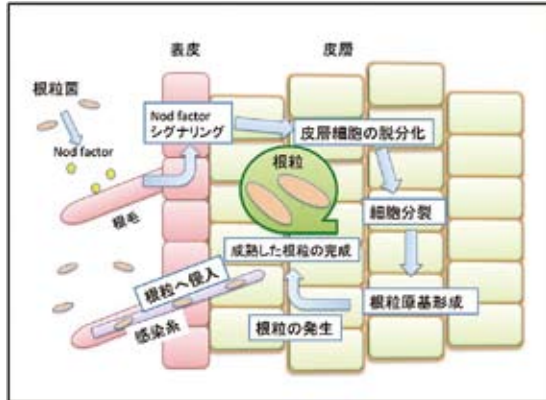 表皮
皮層
根粒菌
Nod factor
Nod factor
シグナリング
皮層細胞の脱分化
根粒
根毛
細胞分裂
成熟した根粒の完成
根粒へ侵入
感染糸
根粒原基形成
根粒の発生